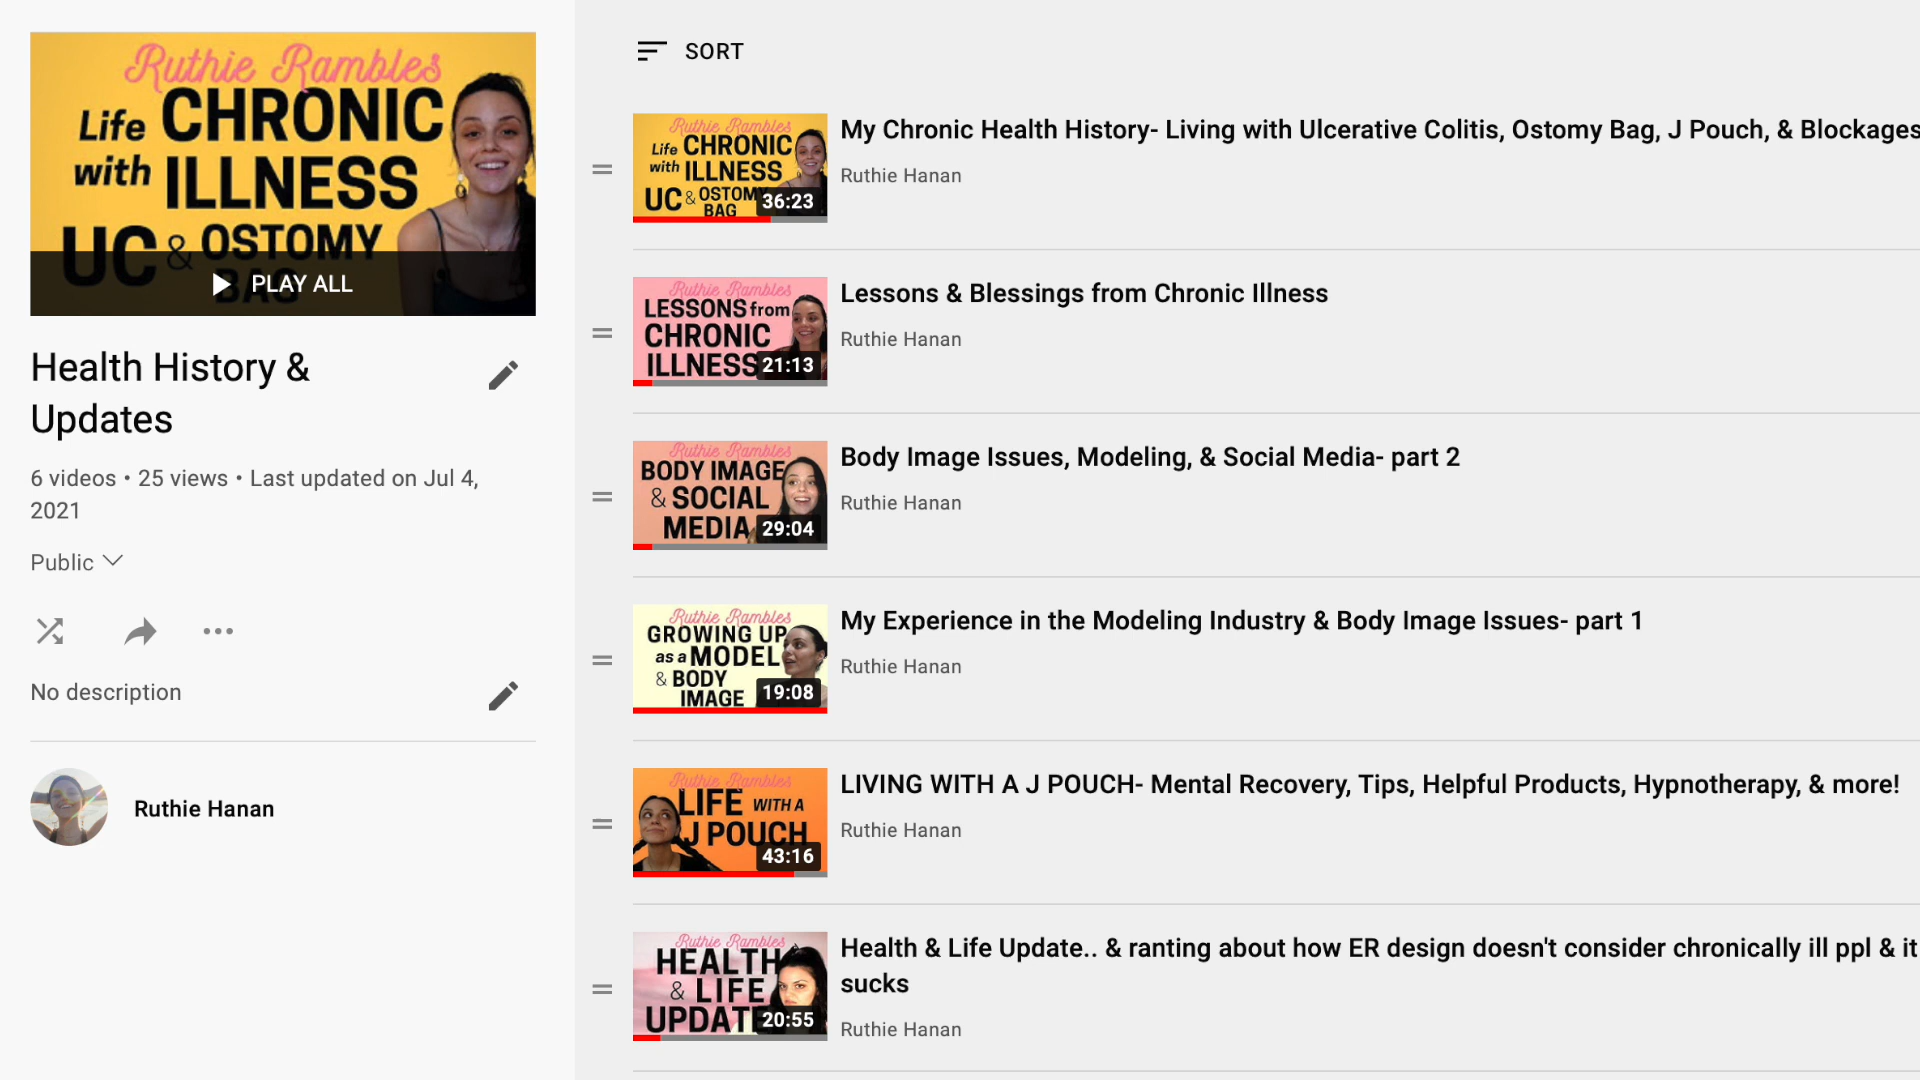 Ruthie Rambles
Life CHRONIC
with ILLNESS
UC & OSTOMY
BAG
PLAY ALL
Health History &
Updates
6 videos • 25 views • Last updated on Jul 4,
2021
Public
No description
Ruthie Hanan
SORT
Ruthie Rambles
Life CHRONIC
with ILLNESS
UC & OSTOMY
BAG
36:23
My Chronic Health History- Living with Ulcerative Colitis, Ostomy Bag, J Pouch, & Blockages
Ruthie Hanan
Ruthie Rambles
LESSONS from
CHRONIC
ILLNESS
21:13
Lessons & Blessings from Chronic Illness
Ruthie Hanan
Ruthie Rambles
BODY IMAGE
& SOCIAL
MEDIA
29:04
Body Image Issues, Modeling, & Social Media- part 2
Ruthie Hanan
Ruthie Rambles
GROWING UP
as a MODEL
& BODY
IMAGE
19:08
My Experience in the Modeling Industry & Body Image Issues- part 1
Ruthie Hanan
Ruthie Rambles
LIFE WITH A
J POUCH
43:16
LIVING WITH A J POUCH- Mental Recovery, Tips, Helpful Products, Hypnotherapy, & more!
Ruthie Hanan
Ruthie Rambles
HEALTH
& LIFE
UPDATE
20:55
Health & Life Update.. & ranting about how ER design doesn't consider chronically ill ppl & it
sucks
Ruthie Hanan